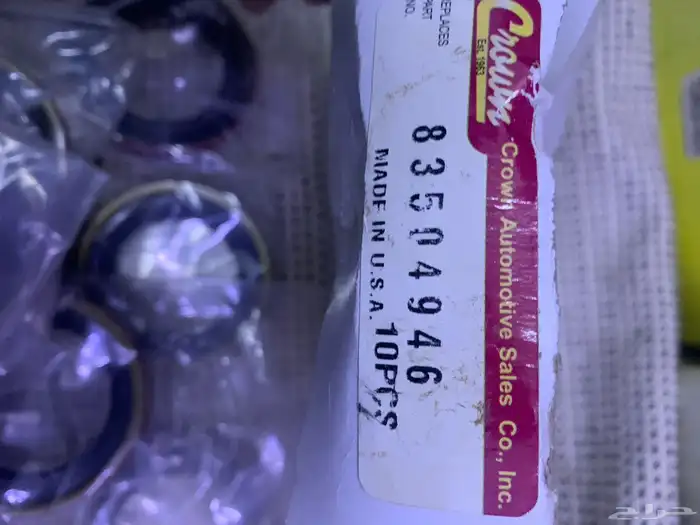 Crown
Est. 1963
Crown Automotive Sales Co., Inc.
REPLACES
PART
NO.
83504946
MADE IN U.S.A.
10PCS
حراج